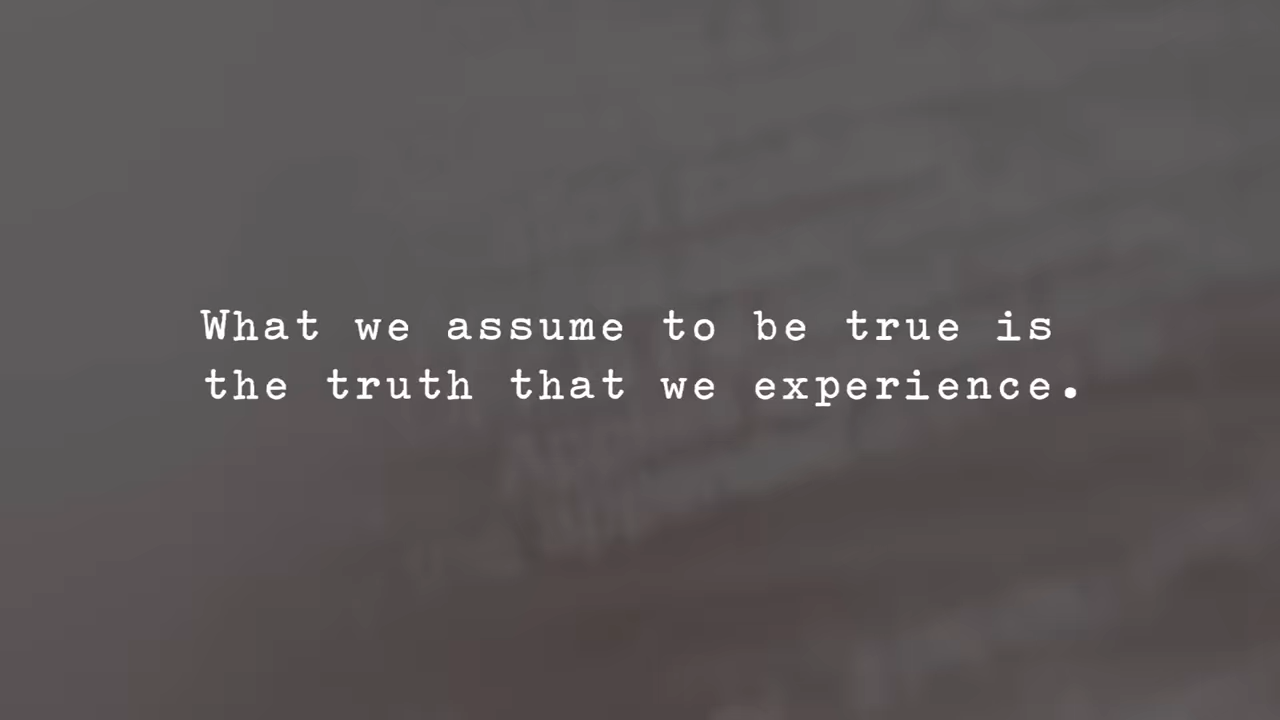 What we assume to be true is
the truth that we experience.